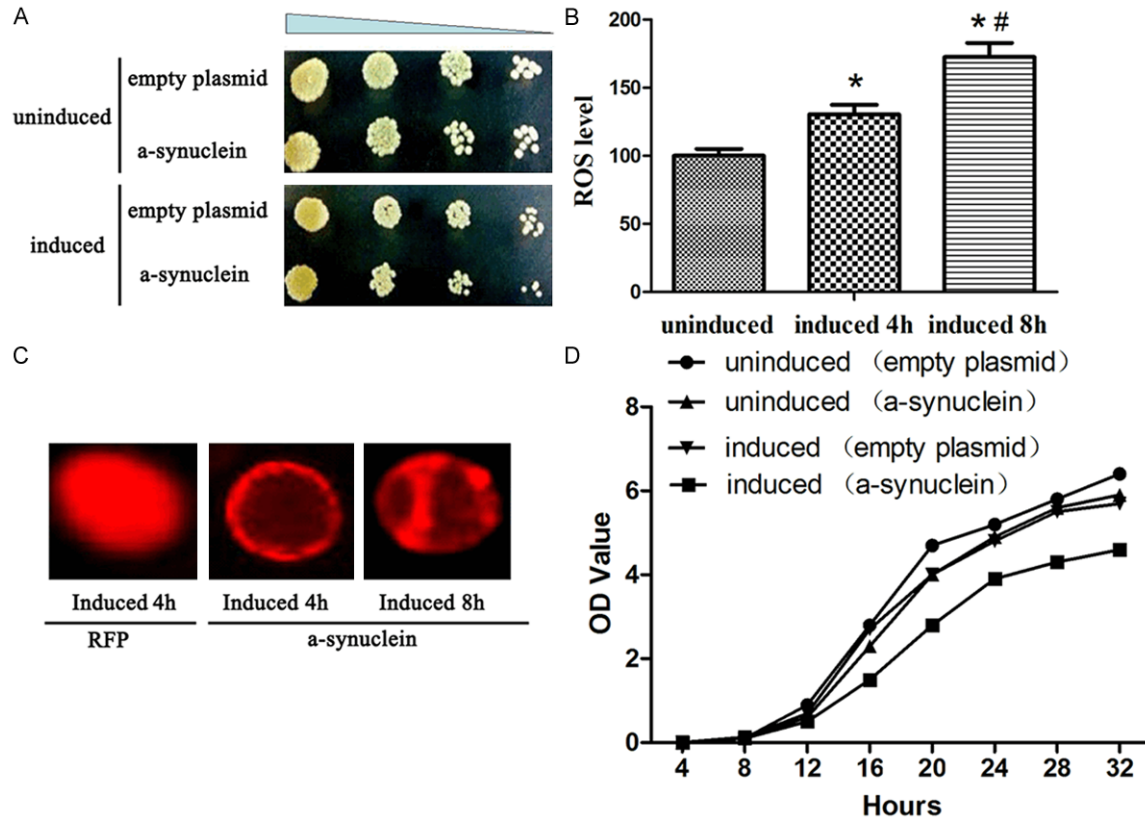 A
uninduced
empty plasmid
a-synuclein
induced
empty plasmid
a-synuclein
B
ROS level
200
150
100
50
0
*
* #
uninduced induced 4h induced 8h
C
Induced 4h Induced 4h Induced 8h
RFP a-synuclein
D
uninduced （empty plasmid）
uninduced （a-synuclein）
induced （empty plasmid）
induced （a-synuclein）
OD Value
8
6
4
2
0
4 8 12 16 20 24 28 32
Hours